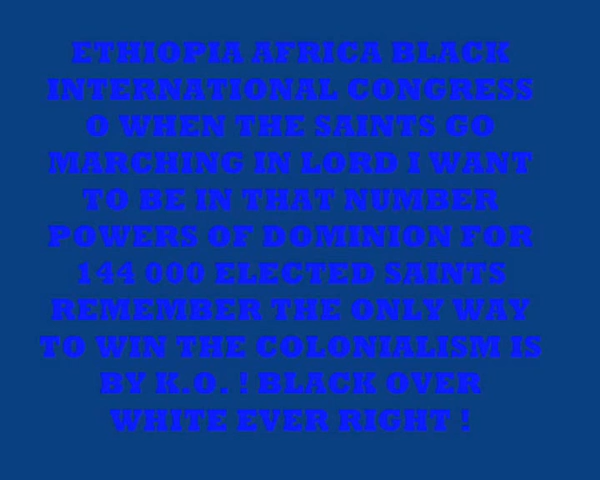 ETHIOPIA AFRICA BLACK
INTERNATIONAL CONGRESS
O WHEN THE SAINTS GO
MARCHING IN LORD I WANT
TO BE IN THAT NUMBER
POWERS OF DOMINION FOR
144 000 ELECTED SAINTS
REMEMBER THE ONLY WAY
TO WIN THE COLONIALISM IS
BY K.O. ! BLACK OVER
WHITE EVER RIGHT !